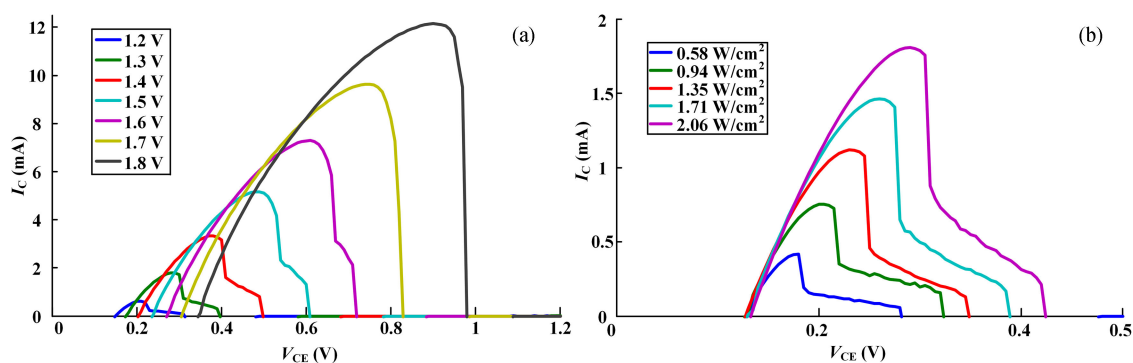 (a)
12
10
8
6
4
2
0
I_C (mA)
1.2 V
1.3 V
1.4 V
1.5 V
1.6 V
1.7 V
1.8 V
0 0.2 0.4 0.6 0.8 1 1.2
V_CE (V)
(b)
2
1.5
1
0.5
0
I_C (mA)
0.58 W/cm²
0.94 W/cm²
1.35 W/cm²
1.71 W/cm²
2.06 W/cm²
0 0.2 0.4 0.5
V_CE (V)